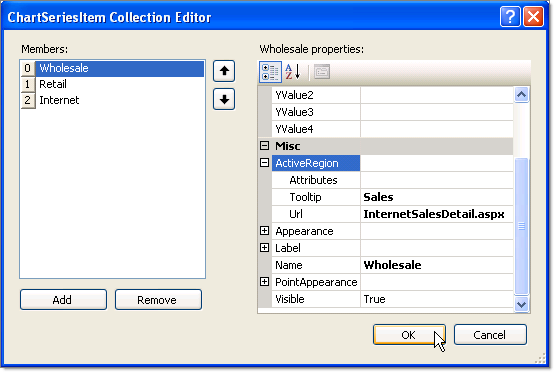 ChartSeriesItem Collection Editor
Members:
0 Wholesale
1 Retail
2 Internet
Add Remove
Wholesale properties:
YValue2
YValue3
YValue4
Misc
ActiveRegion
Attributes
Tooltip Sales
Url InternetSalesDetail.aspx
Appearance
Label
Name Wholesale
PointAppearance
Visible True
OK Cancel